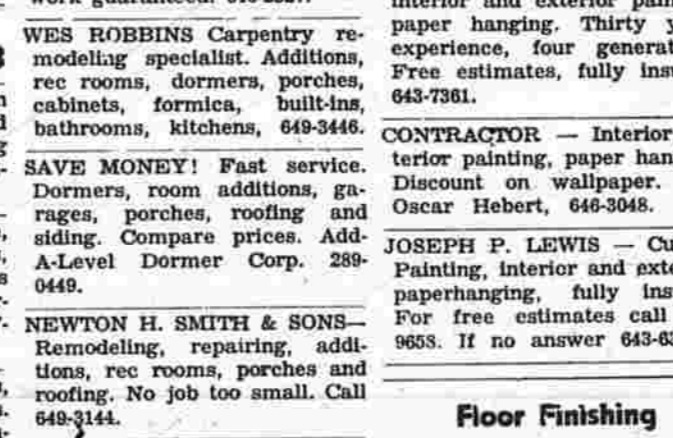 WES ROBBINS Carpentry re-
modeling specialist. Additions,
rec rooms, dormers, porches,
cabinets, formica, built-ins,
bathrooms, kitchens, 649-3446.
SAVE MONEY! Fast service.
Dormers, room additions, ga-
rages, porches, roofing and
siding. Compare prices. Add-
A-Level Dormer Corp. 289-
0449.
NEWTON H. SMITH & SONS—
Remodeling, repairing, addi-
tions, rec rooms, porches and
roofing. No job too small. Call
649-3144.
interior and exterior
paper hanging. Thirty
experience, four
Free estimates, fully
643-7361.
CONTRACTOR — Interior
terior painting, paper
Discount on wallpaper.
Oscar Hebert, 646-3048.
JOSEPH P. LEWIS —
Painting, interior and
paperhanging, fully
For free estimates call
9658. If no answer
Floor Finishing